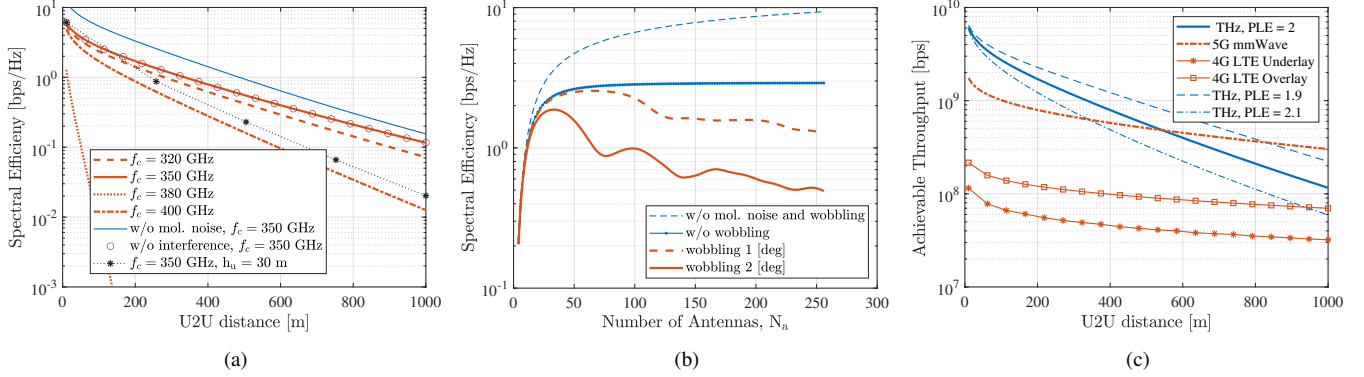 10^1
10^0
10^-1
10^-2
10^-3
Spectral Efficieny [bps/Hz]
f_c = 320 GHz
f_c = 350 GHz
f_c = 380 GHz
f_c = 400 GHz
w/o mol. noise, f_c = 350 GHz
w/o interference, f_c = 350 GHz
f_c = 350 GHz, h_u = 30 m
0 200 400 600 800 1000
U2U distance [m]
(a)
10^1
10^0
10^-1
Spectral Efficiency [bps/Hz]
w/o mol. noise and wobbling
w/o wobbling
wobbling 1 [deg]
wobbling 2 [deg]
0 50 100 150 200 250 300
Number of Antennas, N_a
(b)
10^10
10^9
10^8
10^7
Achievable Throughput [bps]
THz, PLE = 2
5G mmWave
4G LTE Underlay
4G LTE Overlay
THz, PLE = 1.9
THz, PLE = 2.1
0 200 400 600 800 1000
U2U distance [m]
(c)